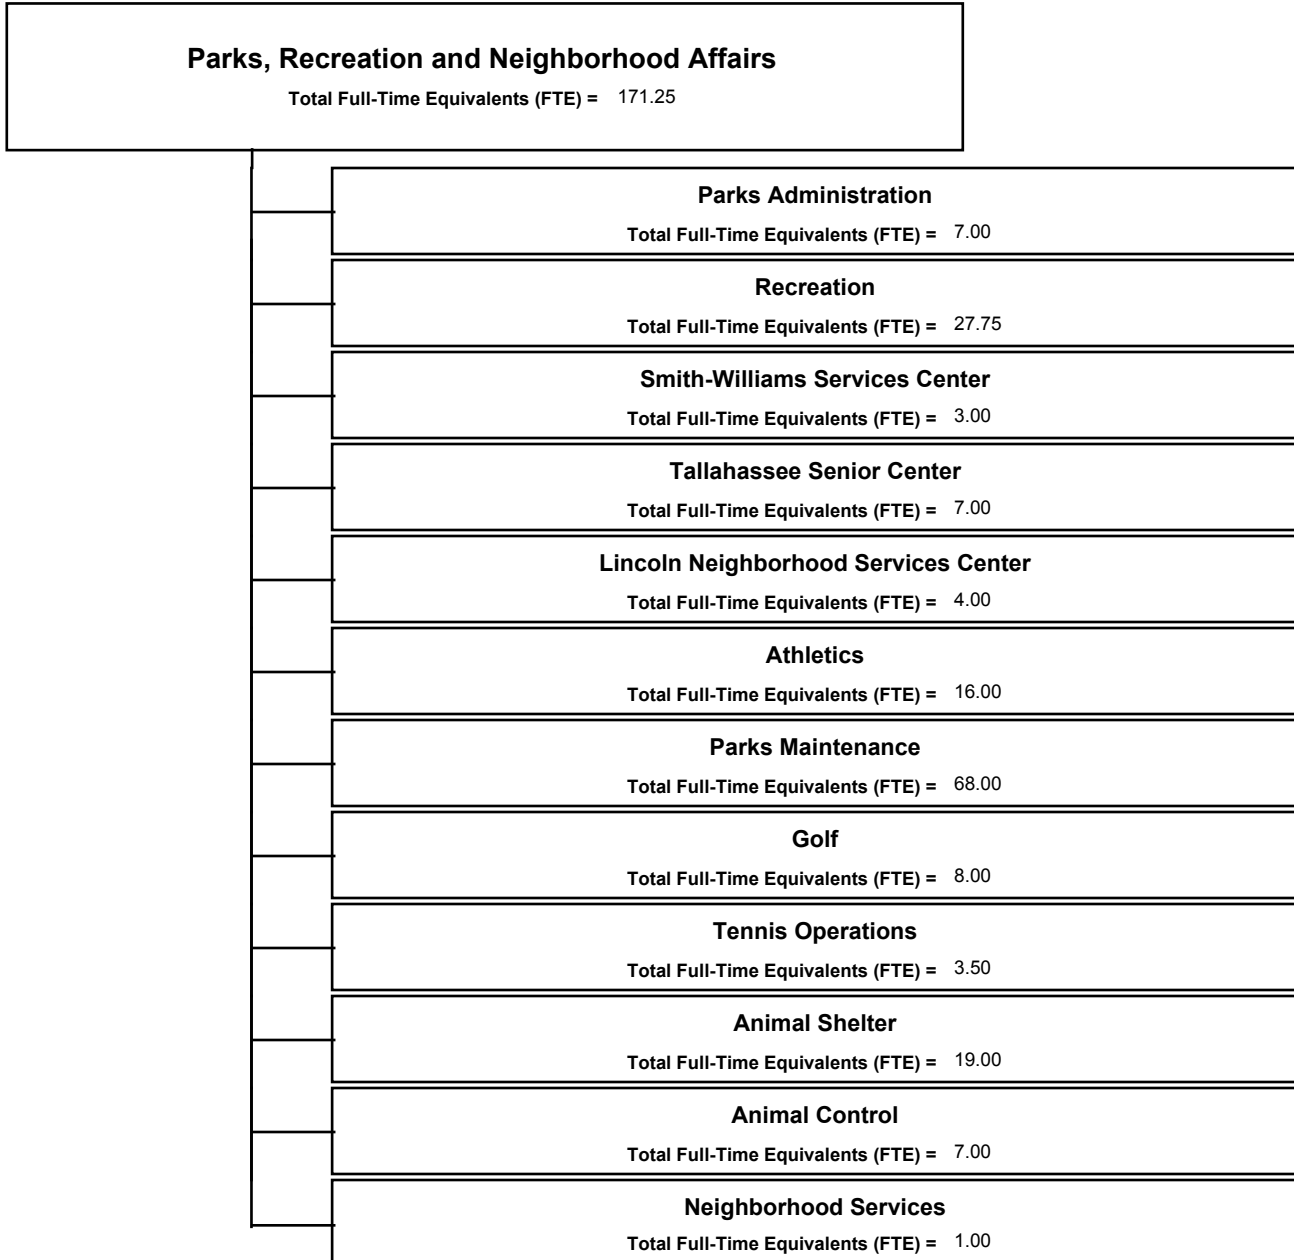 Parks, Recreation and Neighborhood Affairs
Total Full-Time Equivalents (FTE) = 171.25
Parks Administration
Total Full-Time Equivalents (FTE) = 7.00
Recreation
Total Full-Time Equivalents (FTE) = 27.75
Smith-Williams Services Center
Total Full-Time Equivalents (FTE) = 3.00
Tallahassee Senior Center
Total Full-Time Equivalents (FTE) = 7.00
Lincoln Neighborhood Services Center
Total Full-Time Equivalents (FTE) = 4.00
Athletics
Total Full-Time Equivalents (FTE) = 16.00
Parks Maintenance
Total Full-Time Equivalents (FTE) = 68.00
Golf
Total Full-Time Equivalents (FTE) = 8.00
Tennis Operations
Total Full-Time Equivalents (FTE) = 3.50
Animal Shelter
Total Full-Time Equivalents (FTE) = 19.00
Animal Control
Total Full-Time Equivalents (FTE) = 7.00
Neighborhood Services
Total Full-Time Equivalents (FTE) = 1.00